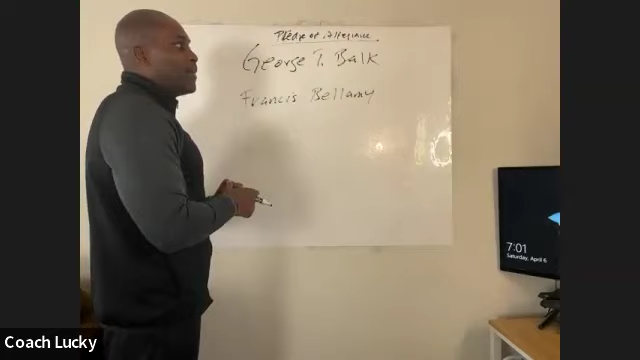 Pledge of Allegiance
George T. Balk
Francis Bellamy
7:01
Saturday, April 6
Coach Lucky